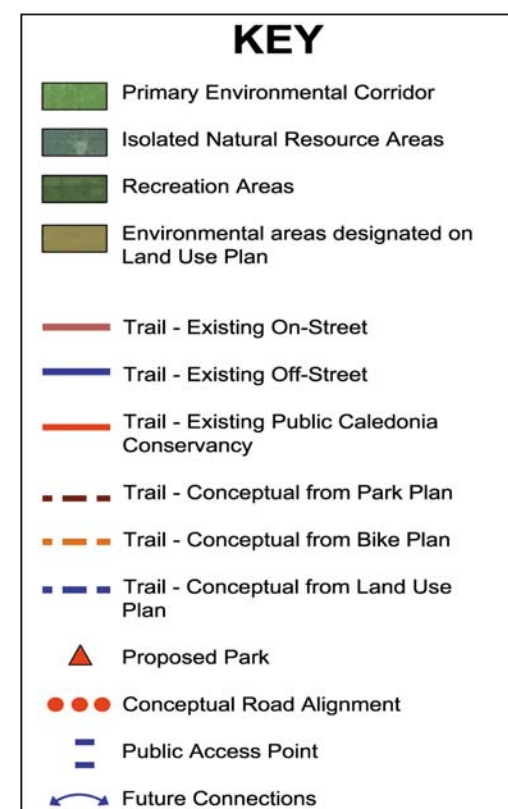 KEY
Primary Environmental Corridor
Isolated Natural Resource Areas
Recreation Areas
Environmental areas designated on
Land Use Plan
Trail - Existing On-Street
Trail - Existing Off-Street
Trail - Existing Public Caledonia
Conservancy
Trail - Conceptual from Park Plan
Trail - Conceptual from Bike Plan
Trail - Conceptual from Land Use
Plan
Proposed Park
Conceptual Road Alignment
Public Access Point
Future Connections